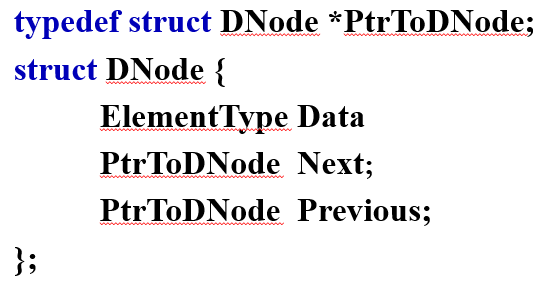 typedef struct DNode *PtrToDNode;
struct DNode {
ElementType Data
PtrToDNode Next;
PtrToDNode Previous;
};